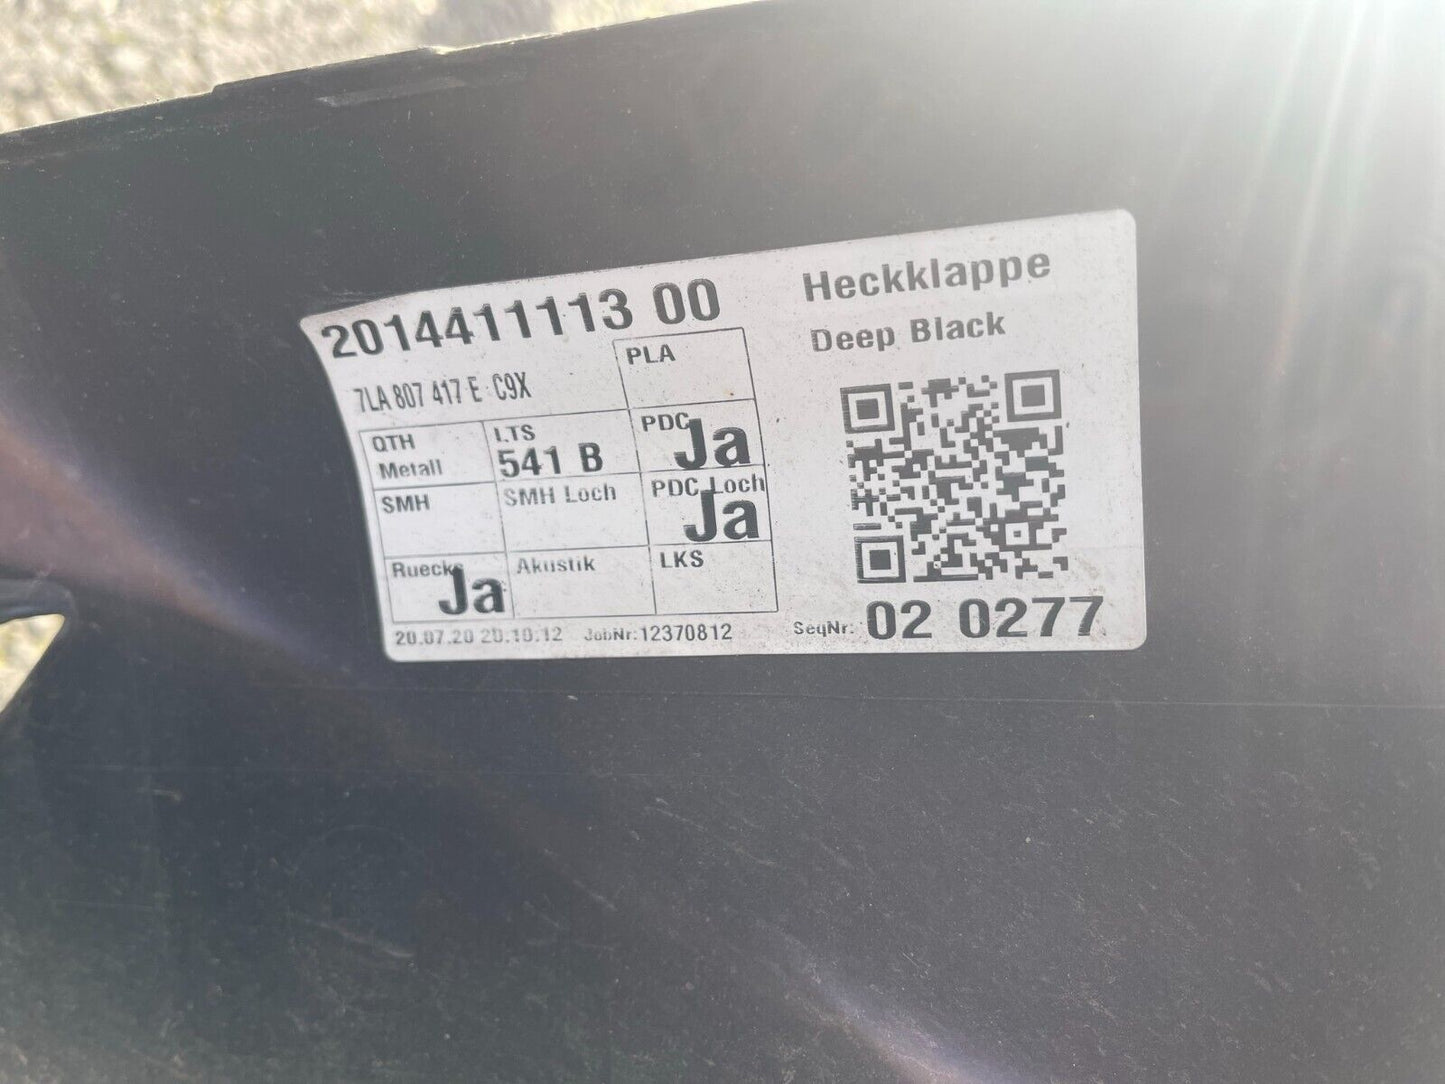 2014411113 00
7LA 807 417 E C9X
PLA
QTH
Metall
LTS
541 B
PDC
Ja
SMH
SMH Loch
PDC Loch
Ja
Ruecks
Ja
Akustik
LKS
20.07.20 20:10:12 JobNr:12370812
Heckklappe
Deep Black
SeqNr: 02 0277